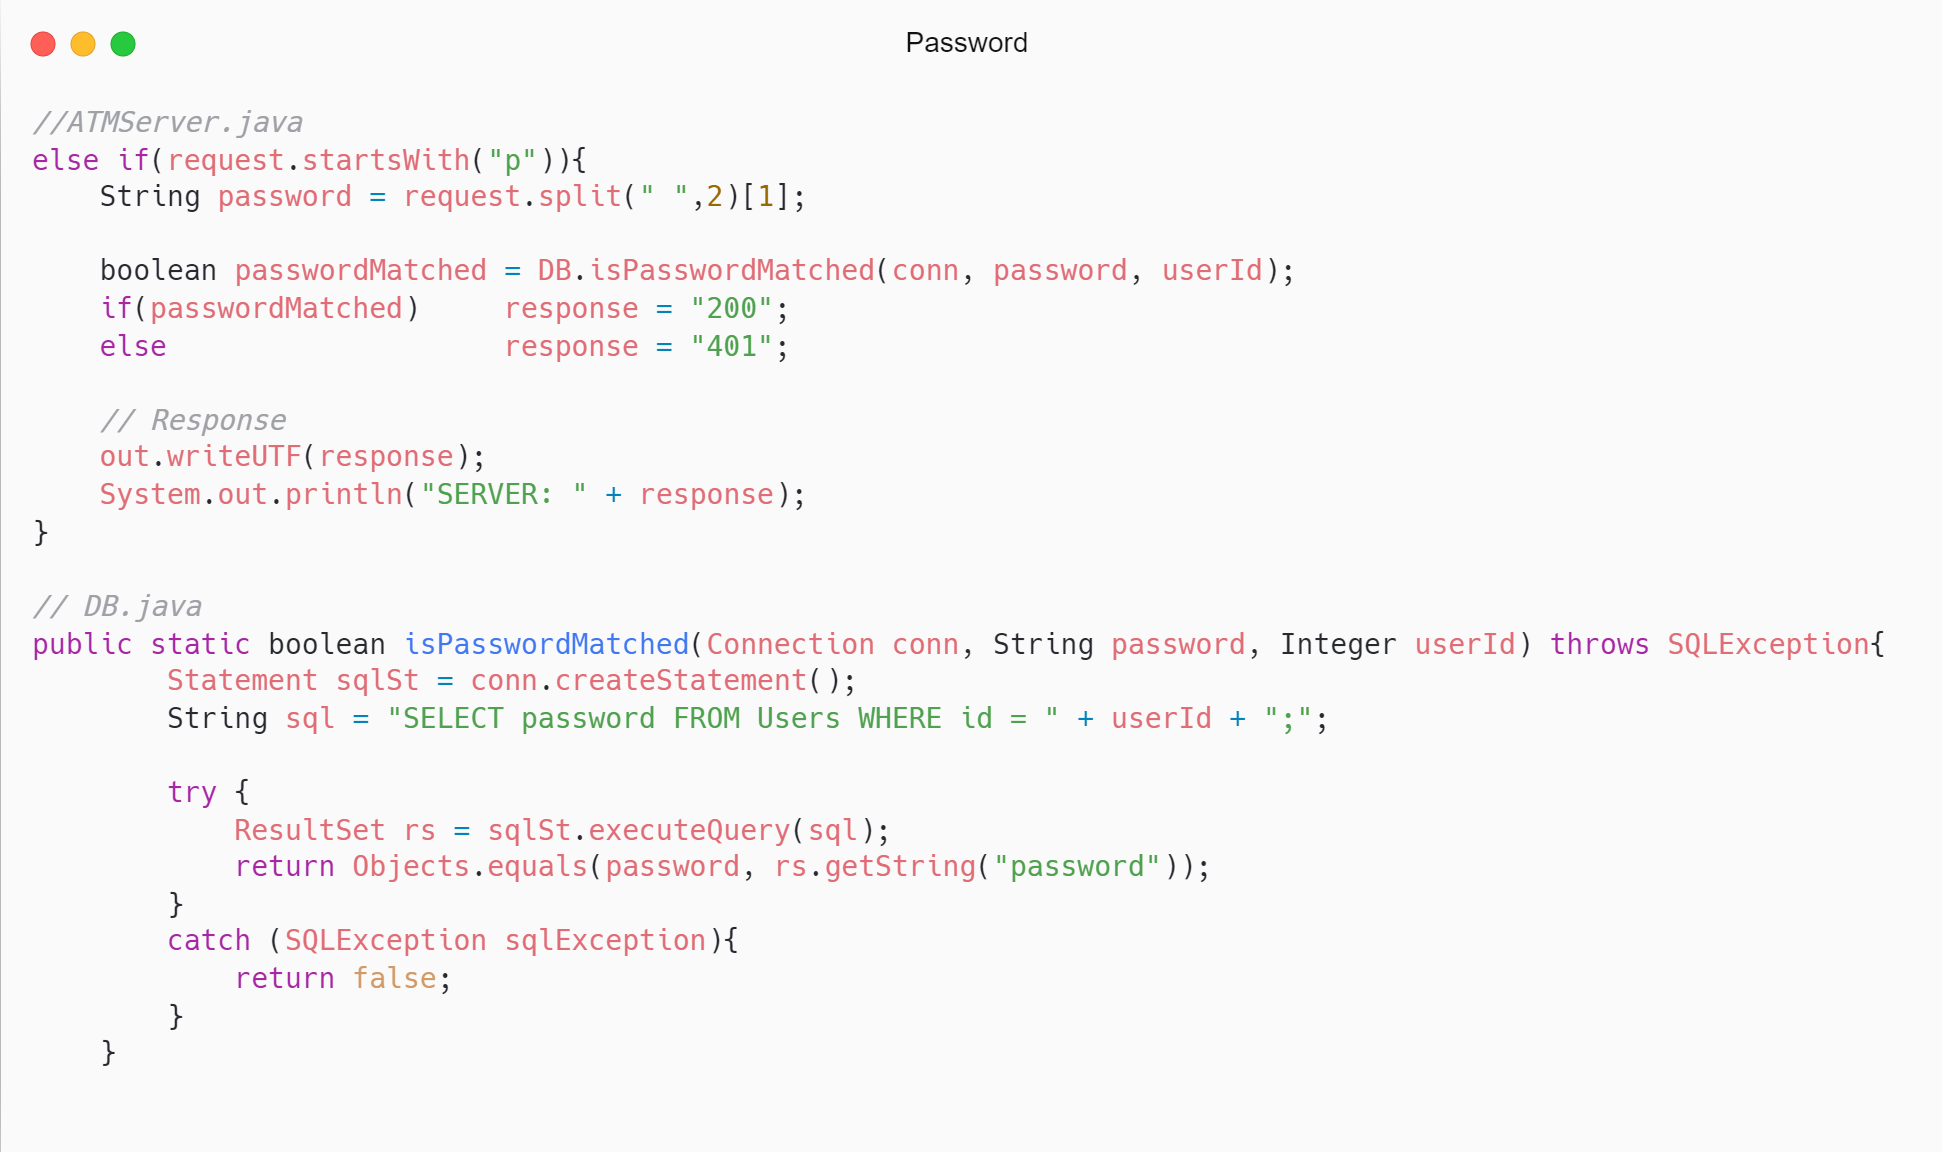 Password
//ATMServer.java
else if(request.startsWith("p")){
    String password = request.split(" ",2)[1];
    boolean passwordMatched = DB.isPasswordMatched(conn, password, userId);
    if(passwordMatched)     response = "200";
    else                    response = "401";
    // Response
    out.writeUTF(response);
    System.out.println("SERVER: " + response);
}
// DB.java
public static boolean isPasswordMatched(Connection conn, String password, Integer userId) throws SQLException{
        Statement sqlSt = conn.createStatement();
        String sql = "SELECT password FROM Users WHERE id = " + userId + ";";
        try {
            ResultSet rs = sqlSt.executeQuery(sql);
            return Objects.equals(password, rs.getString("password"));
        }
        catch (SQLException sqlException){
            return false;
        }
    }